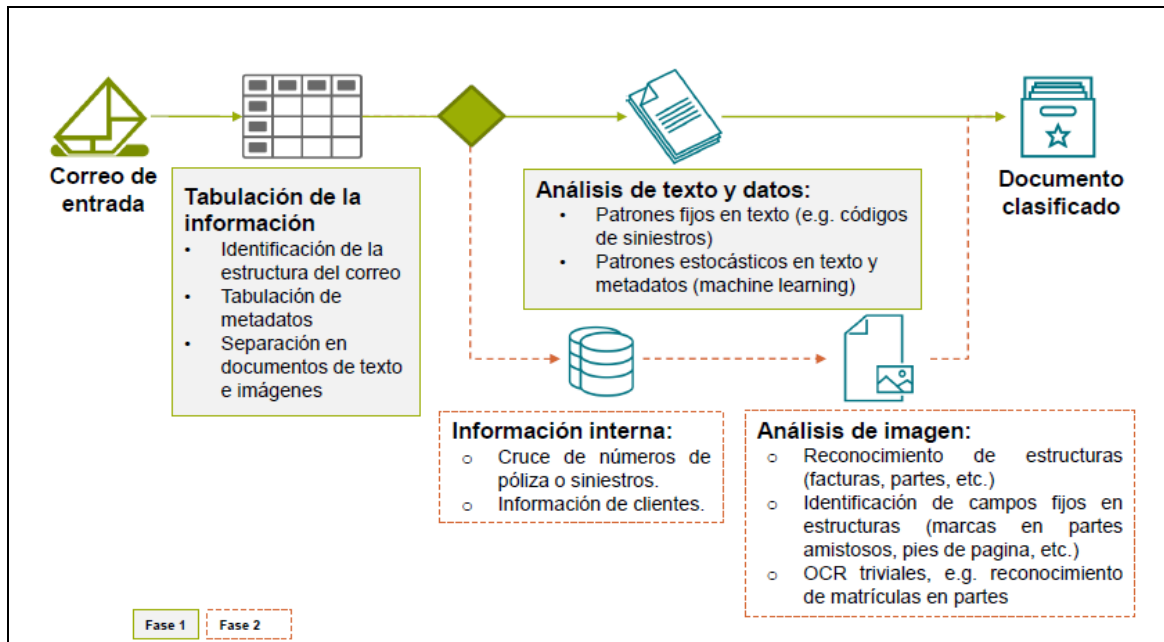 Correo de
entrada
Tabulación de la
información
• Identificación de la
estructura del correo
• Tabulación de
metadatos
• Separación en
documentos de texto
e imágenes
Análisis de texto y datos:
• Patrones fijos en texto (e.g. códigos
de siniestros)
• Patrones estocásticos en texto y
metadatos (machine learning)
Documento
clasificado
Información interna:
o Cruce de números de
póliza o siniestros.
o Información de clientes.
Análisis de imagen:
o Reconocimiento de estructuras
(facturas, partes, etc.)
o Identificación de campos fijos en
estructuras (marcas en partes
amistosos, pies de pagina, etc.)
o OCR triviales, e.g. reconocimiento
de matrículas en partes
Fase 1 Fase 2